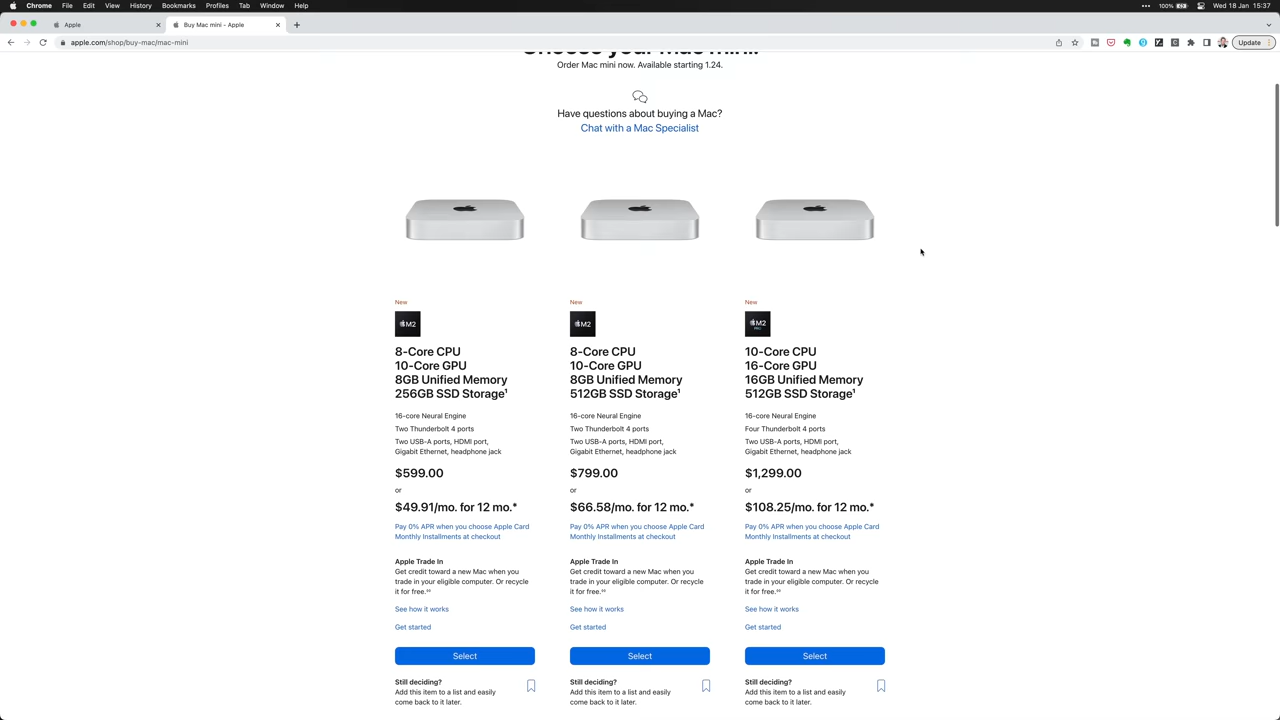 Chrome File Edit View History Bookmarks Profiles Tab Window Help 100% Wed 18 Jan 15:37
Apple Buy Mac mini - Apple
apple.com/shop/buy-mac/mac-mini Update
Choose your Mac mini.
Order Mac mini now. Available starting 1.24.
Have questions about buying a Mac?
Chat with a Mac Specialist
New
M2
8-Core CPU
10-Core GPU
8GB Unified Memory
256GB SSD Storage¹
16-core Neural Engine
Two Thunderbolt 4 ports
Two USB-A ports, HDMI port,
Gigabit Ethernet, headphone jack
$599.00
or
$49.91/mo. for 12 mo.*
Pay 0% APR when you choose Apple Card
Monthly Installments at checkout
Apple Trade In
Get credit toward a new Mac when you
trade in your eligible computer. Or recycle
it for free.°°
See how it works
Get started
Select
Still deciding?
Add this item to a list and easily
come back to it later.
New
M2
8-Core CPU
10-Core GPU
8GB Unified Memory
512GB SSD Storage¹
16-core Neural Engine
Two Thunderbolt 4 ports
Two USB-A ports, HDMI port,
Gigabit Ethernet, headphone jack
$799.00
or
$66.58/mo. for 12 mo.*
Pay 0% APR when you choose Apple Card
Monthly Installments at checkout
Apple Trade In
Get credit toward a new Mac when you
trade in your eligible computer. Or recycle
it for free.°°
See how it works
Get started
Select
Still deciding?
Add this item to a list and easily
come back to it later.
New
M2
PRO
10-Core CPU
16-Core GPU
16GB Unified Memory
512GB SSD Storage¹
16-core Neural Engine
Four Thunderbolt 4 ports
Two USB-A ports, HDMI port,
Gigabit Ethernet, headphone jack
$1,299.00
or
$108.25/mo. for 12 mo.*
Pay 0% APR when you choose Apple Card
Monthly Installments at checkout
Apple Trade In
Get credit toward a new Mac when you
trade in your eligible computer. Or recycle
it for free.°°
See how it works
Get started
Select
Still deciding?
Add this item to a list and easily
come back to it later.